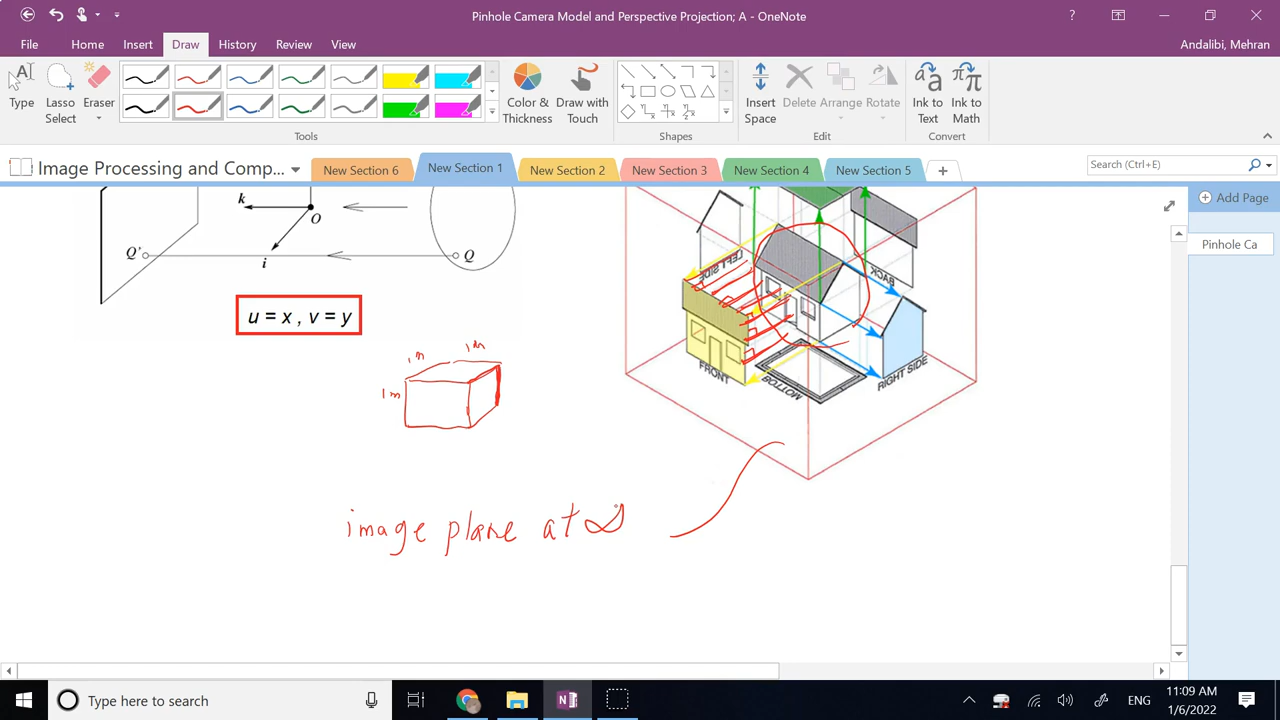 Pinhole Camera Model and Perspective Projection; A - OneNote
?
File Home Insert Draw History Review View
Andalibi, Mehran
Type
Lasso Select
Eraser
Color & Thickness
Draw with Touch
Insert Space
Delete
Arrange
Rotate
Ink to Text
Ink to Math
Tools
Shapes
Edit
Convert
Image Processing and Comp...
New Section 6
New Section 1
New Section 2
New Section 3
New Section 4
New Section 5
Search (Ctrl+E)
Add Page
Pinhole Ca
k
O
i
Q'
Q
u = x , v = y
1m
1m
1m
LEFT SIDE
BACK
FRONT
BOTTOM
RIGHT SIDE
image plane at ∞
Type here to search
ENG
11:09 AM
1/6/2022